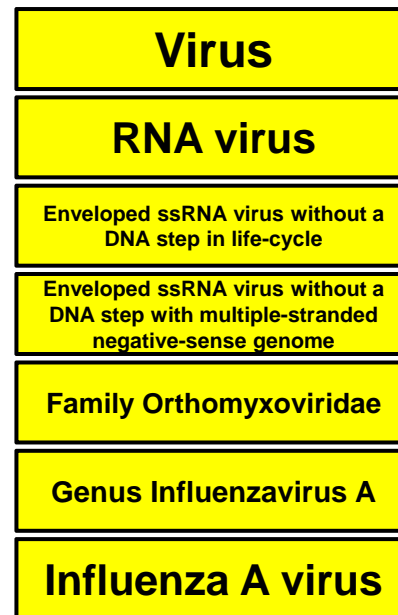 Virus
RNA virus
Enveloped ssRNA virus without a
DNA step in life-cycle
Enveloped ssRNA virus without a
DNA step with multiple-stranded
negative-sense genome
Family Orthomyxoviridae
Genus Influenzavirus A
Influenza A virus